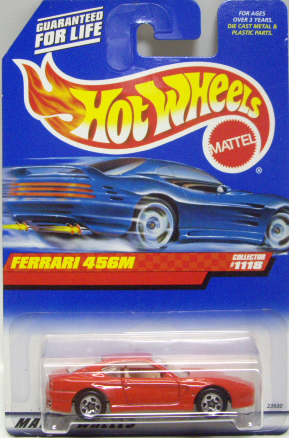 GUARANTEED
FOR LIFE
FOR AGES
OVER 3 YEARS.
DIE CAST METAL &
PLASTIC PARTS.
HOT WHEELS
MATTEL
®
FERRARI 456M
COLLECTOR
#1118